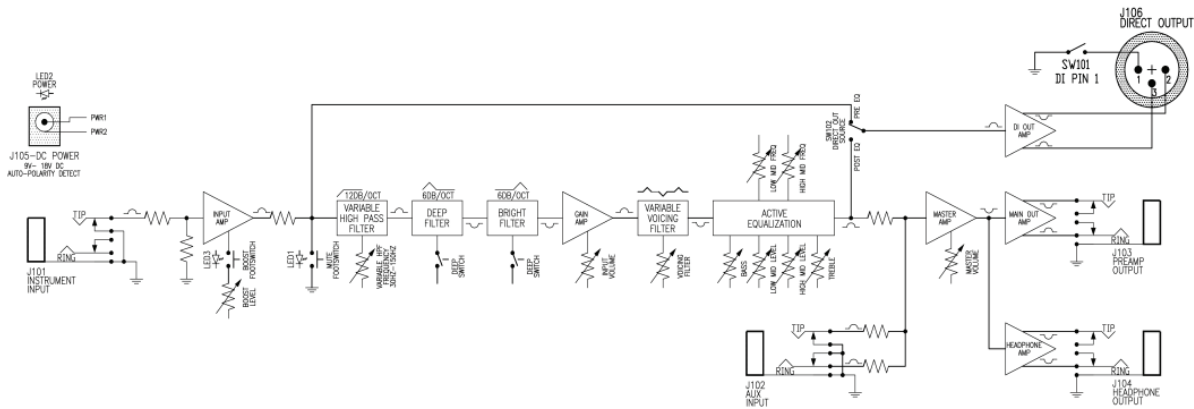 J106
DIRECT OUTPUT
SW101
DI PIN 1
1
2
3
LED2
POWER
PWR1
PWR2
J105-DC POWER
9V- 18V DC
AUTO-POLARITY DETECT
PRE EQ
SW102
DIRECT OUT
SOURCE
POST EQ
DI OUT
AMP
LOW MID FREQ
HIGH MID FREQ
TIP
RING
J101
INSTRUMENT
INPUT
INPUT
AMP
LED3
BOOST
FOOTSWITCH
BOOST
LEVEL
LED1
MUTE
FOOTSWITCH
12DB/OCT
VARIABLE
HIGH PASS
FILTER
VARIABLE HPF
FREQUENCY
30HZ-150HZ
6DB/OCT
DEEP
FILTER
DEEP
SWITCH
6DB/OCT
BRIGHT
FILTER
DEEP
SWITCH
GAIN
AMP
INPUT
VOLUME
VARIABLE
VOICING
FILTER
VOICING
FILTER
ACTIVE
EQUALIZATION
BASS
LOW MID LEVEL
HIGH MID LEVEL
TREBLE
MASTER
AMP
MASTER
VOLUME
MAIN OUT
AMP
TIP
RING
J103
PREAMP
OUTPUT
TIP
RING
J102
AUX
INPUT
HEADPHONE
AMP
TIP
RING
J104
HEADPHONE
OUTPUT